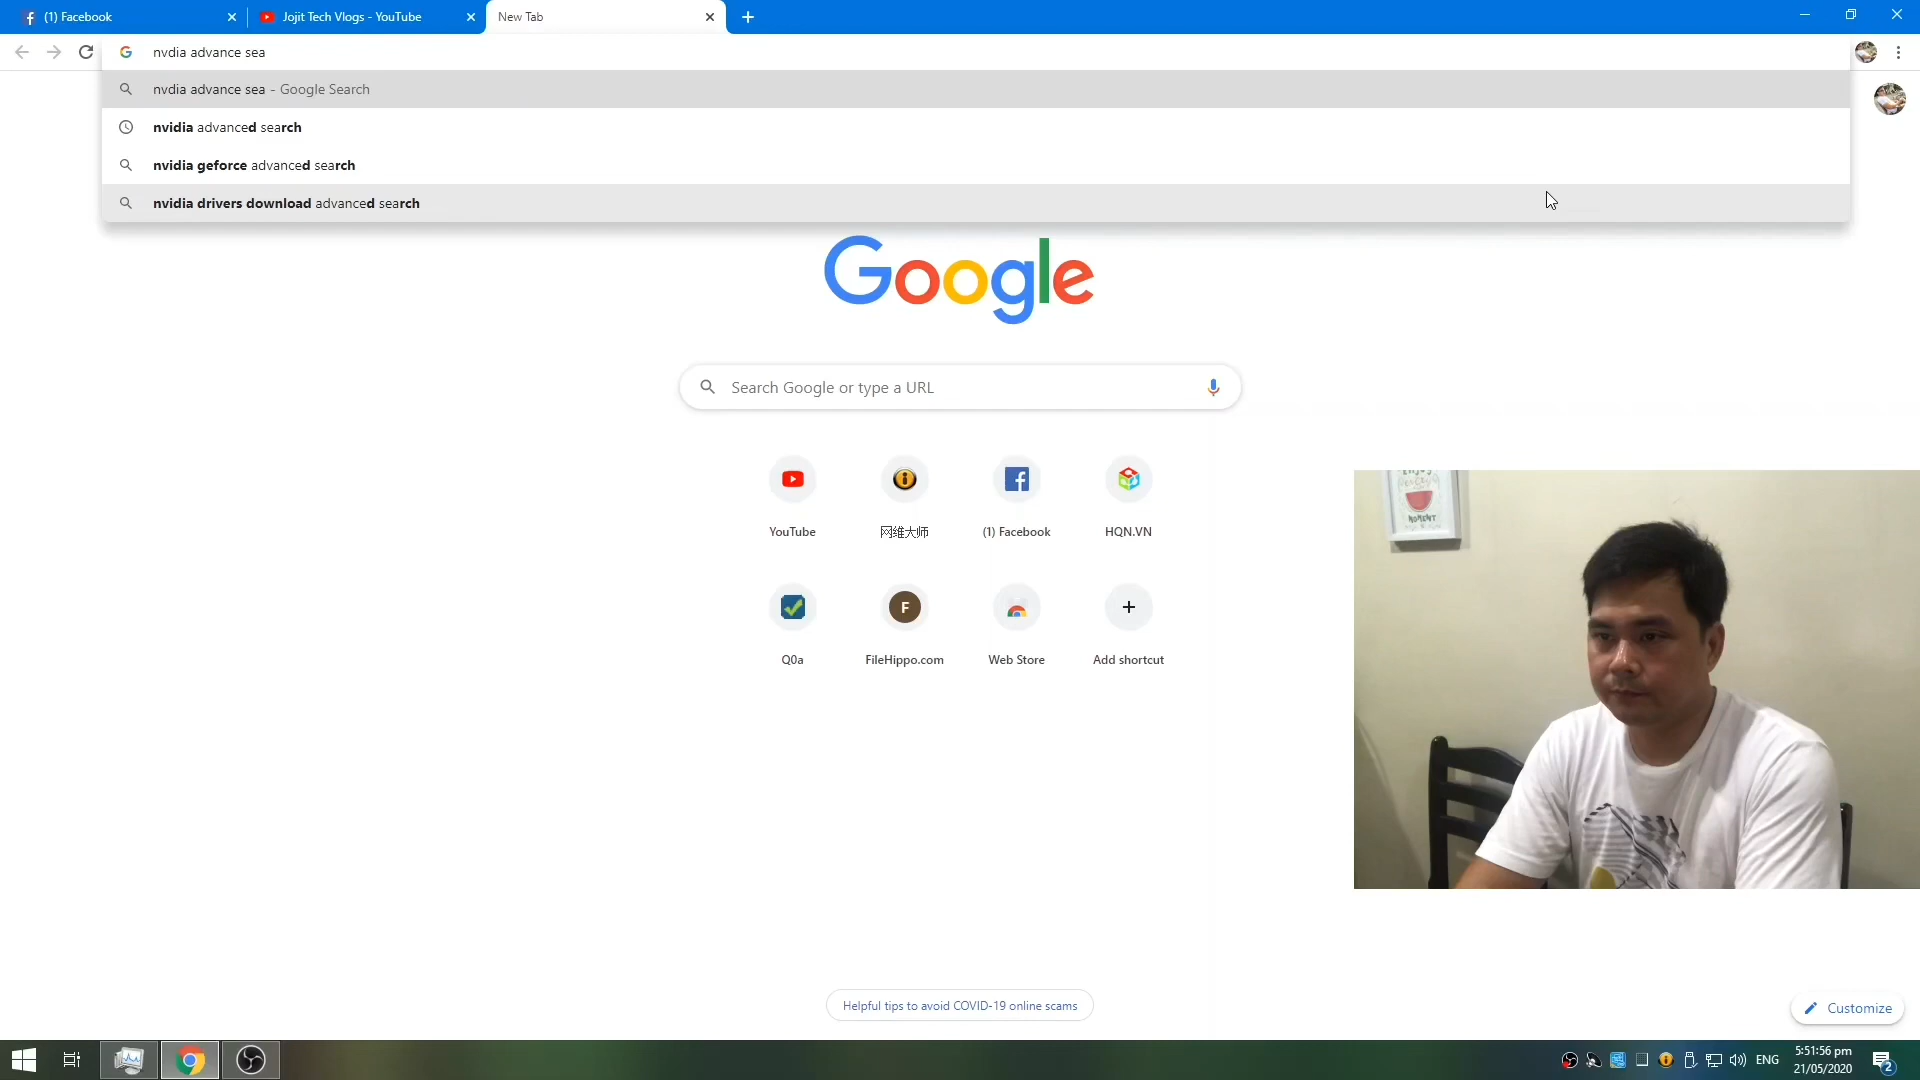 (1) Facebook
Jojit Tech Vlogs - YouTube
New Tab
nvdia advance sea
nvdia advance sea - Google Search
nvidia advanced search
nvidia geforce advanced search
nvidia drivers download advanced search
Google
Search Google or type a URL
YouTube
网维大师
(1) Facebook
HQN.VN
F
Q0a
FileHippo.com
Web Store
Add shortcut
ENJOY
MOMENT
Helpful tips to avoid COVID-19 online scams
Customize
ENG
5:51:56 pm
21/05/2020
2